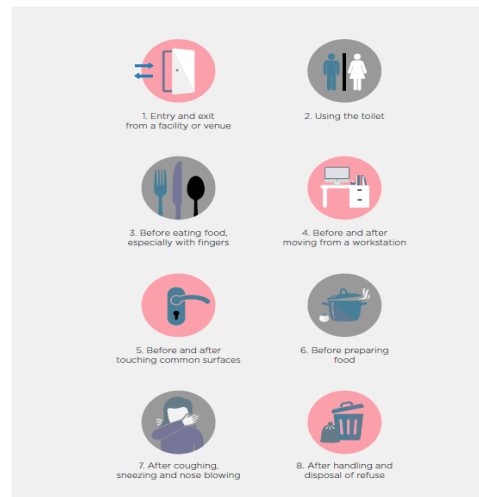 1. Entry and exit
from a facility or venue
2. Using the toilet
3. Before eating food,
especially with fingers
4. Before and after
moving from a workstation
5. Before and after
touching common surfaces
6. Before preparing
food
7. After coughing,
sneezing and nose blowing
8. After handling and
disposal of refuse